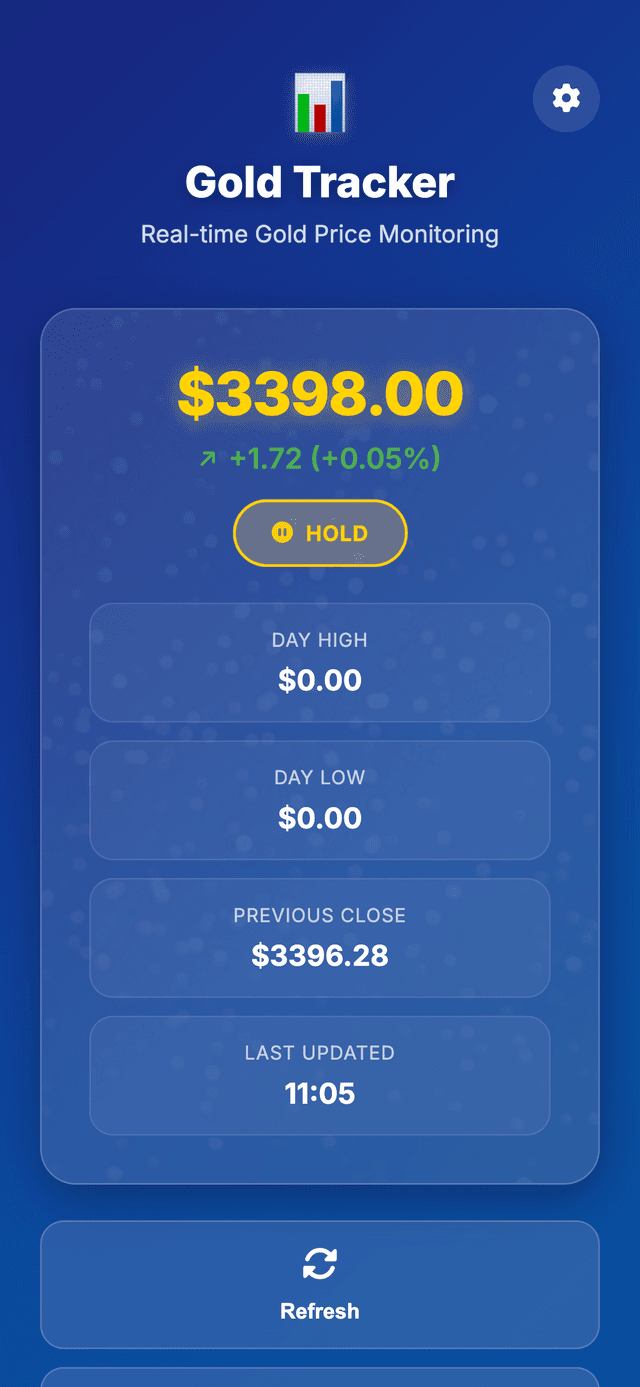 Gold Tracker
Real-time Gold Price Monitoring
$3398.00
↗ +1.72 (+0.05%)
HOLD
DAY HIGH
$0.00
DAY LOW
$0.00
PREVIOUS CLOSE
$3396.28
LAST UPDATED
11:05
Refresh